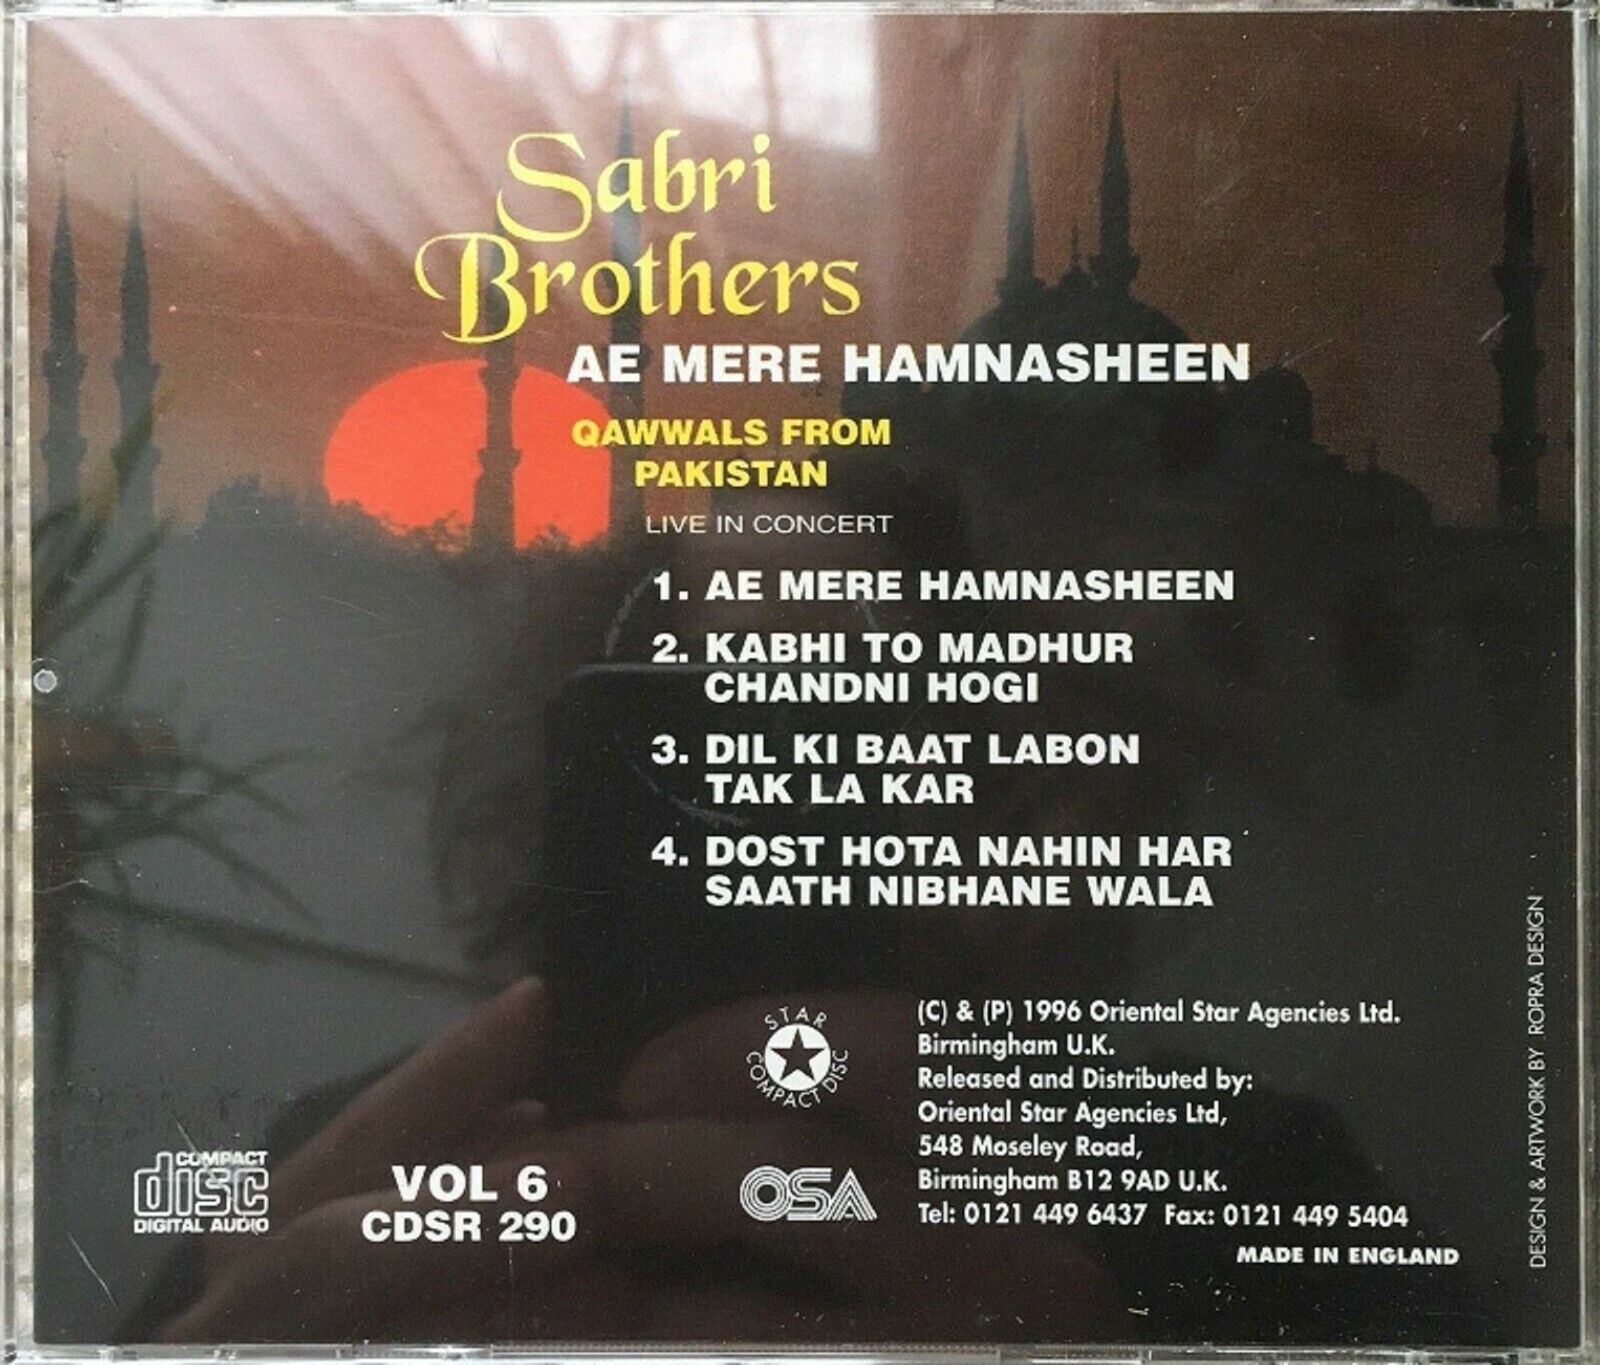 Sabri
Brothers
AE MERE HAMNASHEEN
QAWWALS FROM
PAKISTAN
LIVE IN CONCERT
1. AE MERE HAMNASHEEN
2. KABHI TO MADHUR
CHANDNI HOGI
3. DIL KI BAAT LABON
TAK LA KAR
4. DOST HOTA NAHIN HAR
SAATH NIBHANE WALA
STAR
COMPACT DISC
(C) & (P) 1996 Oriental Star Agencies Ltd.
Birmingham U.K.
Released and Distributed by:
Oriental Star Agencies Ltd,
548 Moseley Road,
Birmingham B12 9AD U.K.
Tel: 0121 449 6437 Fax: 0121 449 5404
MADE IN ENGLAND
COMPACT
disc
DIGITAL AUDIO
VOL 6
CDSR 290
OSA
DESIGN & ARTWORK BY ROPRA DESIGN